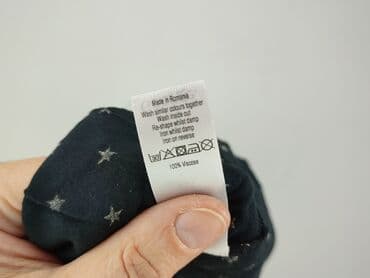 Made in Romania
Wash similar colours together
Wash inside out
Re-shape whilst damp
Iron whilst damp
Iron on reverse
100% Viscose